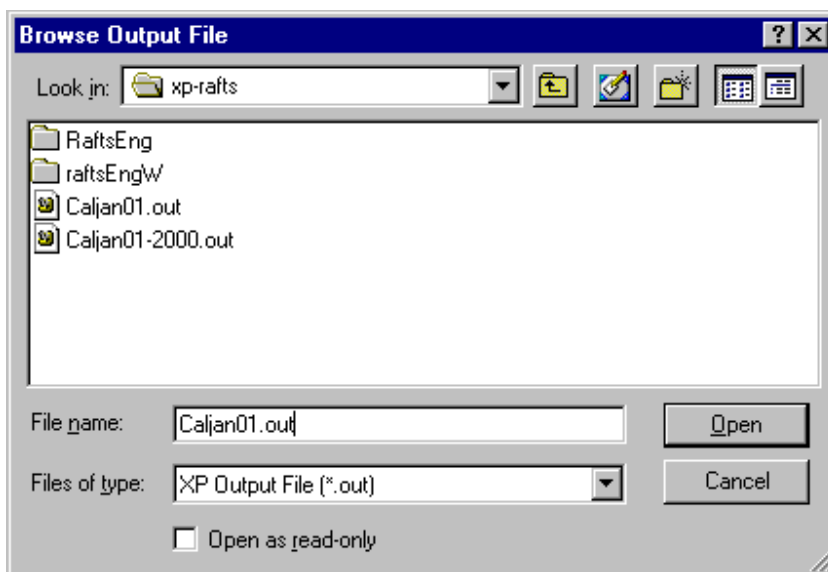 Browse Output File
Look in: xp-rafts
RaftsEng
raftsEngW
Caljan01.out
Caljan01-2000.out
File name: Caljan01.out Open
Files of type: XP Output File (*.out) Cancel
Open as read-only